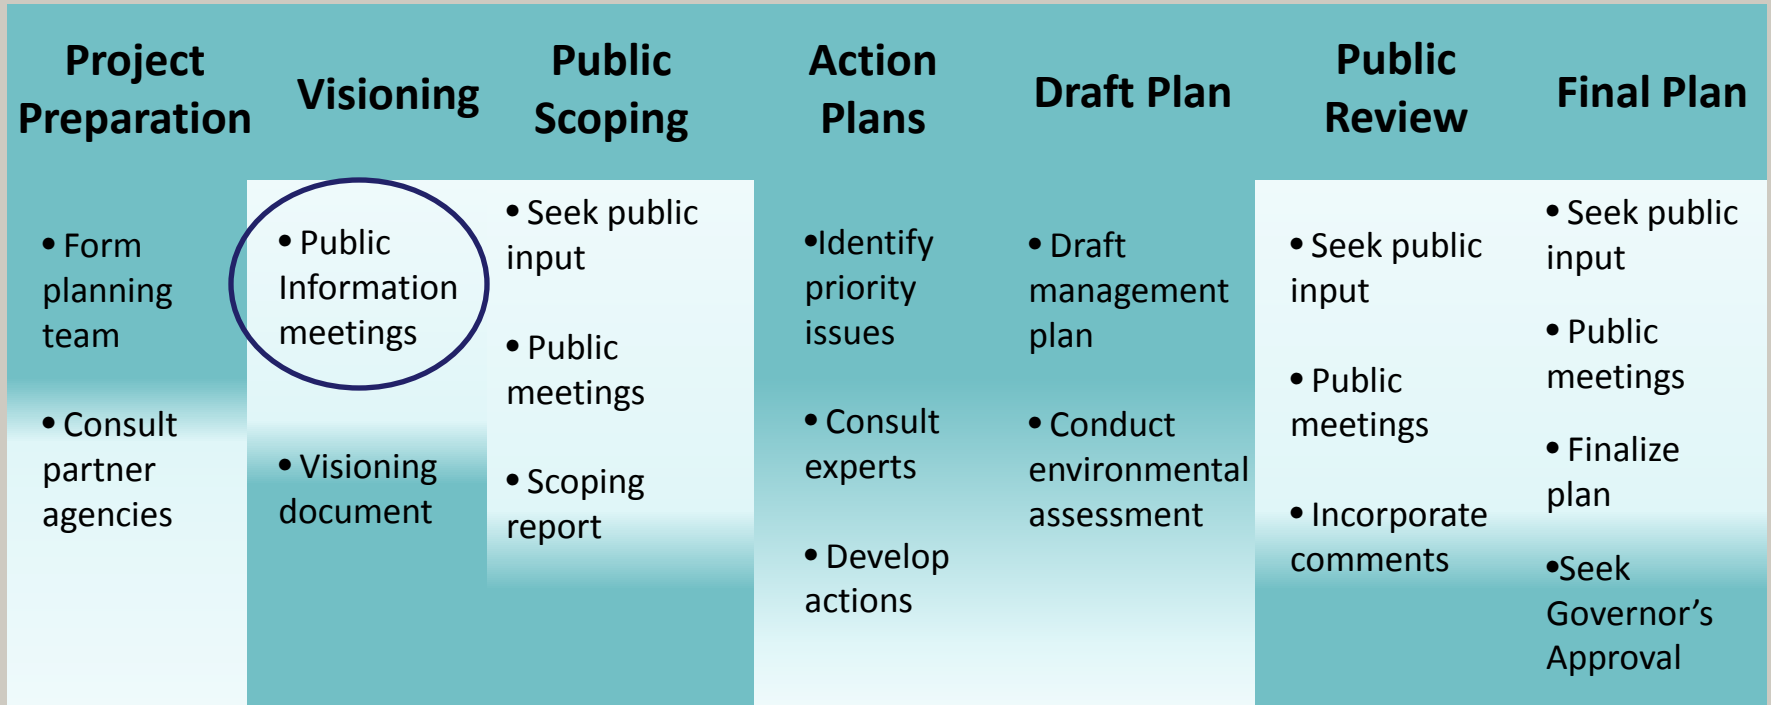 Project
Preparation
Visioning
Public
Scoping
Action
Plans
Draft Plan
Public
Review
Final Plan
• Form
planning
team
• Consult
partner
agencies
• Public
Information
meetings
• Visioning
document
• Seek public
input
• Public
meetings
• Scoping
report
•Identify
priority
issues
• Consult
experts
• Develop
actions
• Draft
management
plan
• Conduct
environmental
assessment
• Seek public
input
• Public
meetings
• Incorporate
comments
• Seek public
input
• Public
meetings
• Finalize
plan
•Seek
Governor’s
Approval